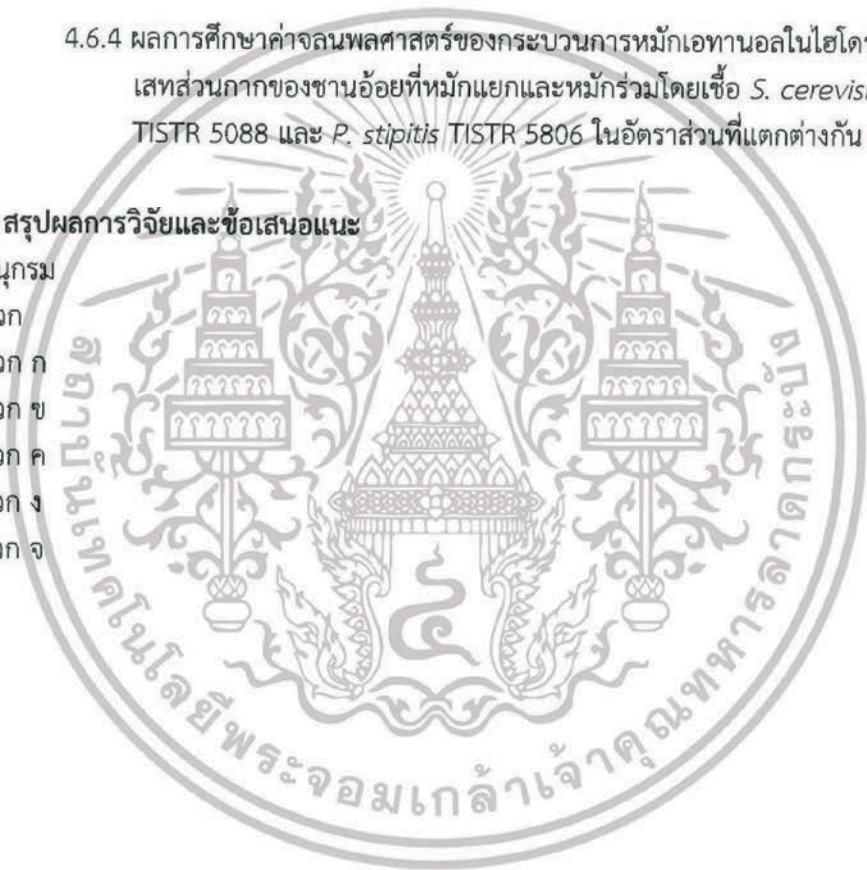 4.6.4 ผลการศึกษาค่าจลนพลศาสตร์ของกระบวนการหมักเอทานอลในไฮโดร
เสทส่วนกากของชานอ้อยที่หมักแยกและหมักร่วมโดยเชื้อ S. cerevisi
TISTR 5088 และ P. stipitis TISTR 5806 ในอัตราส่วนที่แตกต่างกัน
สรุปผลการวิจัยและข้อเสนอแนะ
นุกรม
วก
วก ก
วก ข
วก ค
วก ง
วก จ
สถาบันเทคโนโลยีพระจอมเกล้าเจ้าคุณทหารลาดกระบัง